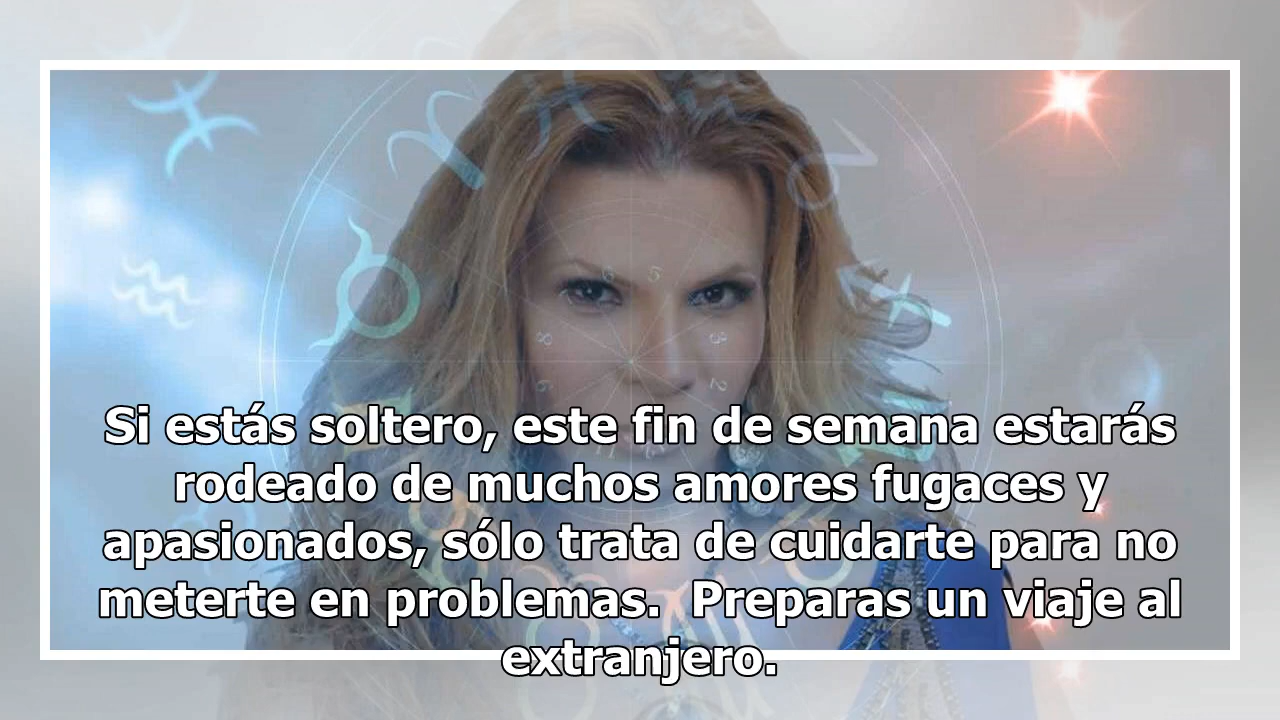 Si estás soltero, este fin de semana estarás
rodeado de muchos amores fugaces y
apasionados, sólo trata de cuidarte para no
meterte en problemas.  Preparas un viaje al
extranjero.